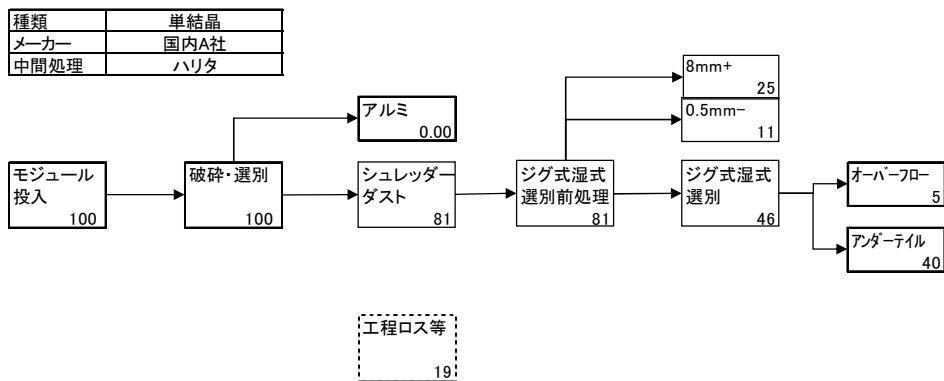 種類 単結晶
メーカー 国内A社
中間処理 ハリタ
8mm+
25
アルミ
0.00
0.5mm−
11
モジュール
投入
100
破砕・選別
100
シュレッダー
ダスト
81
ジグ式湿式
選別前処理
81
ジグ式湿式
選別
46
オーバーフロー
5
アンダーテイル
40
工程ロス等
19